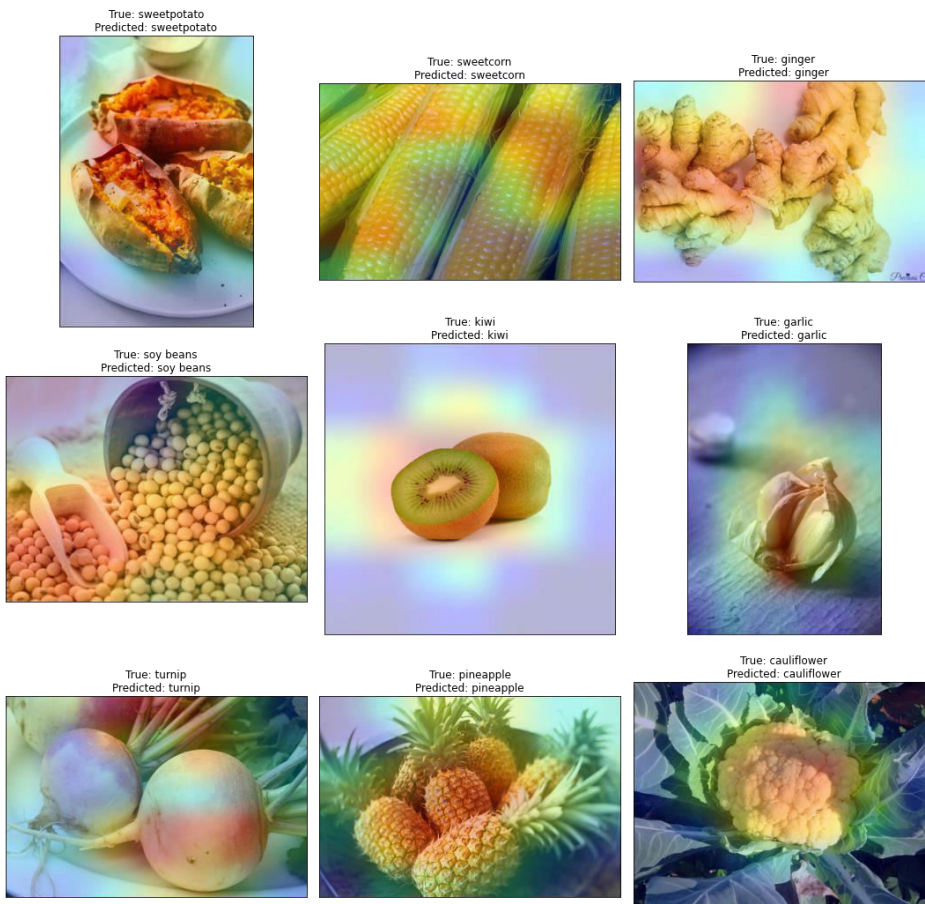 True: sweetpotato
Predicted: sweetpotato
True: sweetcorn
Predicted: sweetcorn
True: ginger
Predicted: ginger
True: soy beans
Predicted: soy beans
True: kiwi
Predicted: kiwi
True: garlic
Predicted: garlic
True: turnip
Predicted: turnip
True: pineapple
Predicted: pineapple
True: cauliflower
Predicted: cauliflower